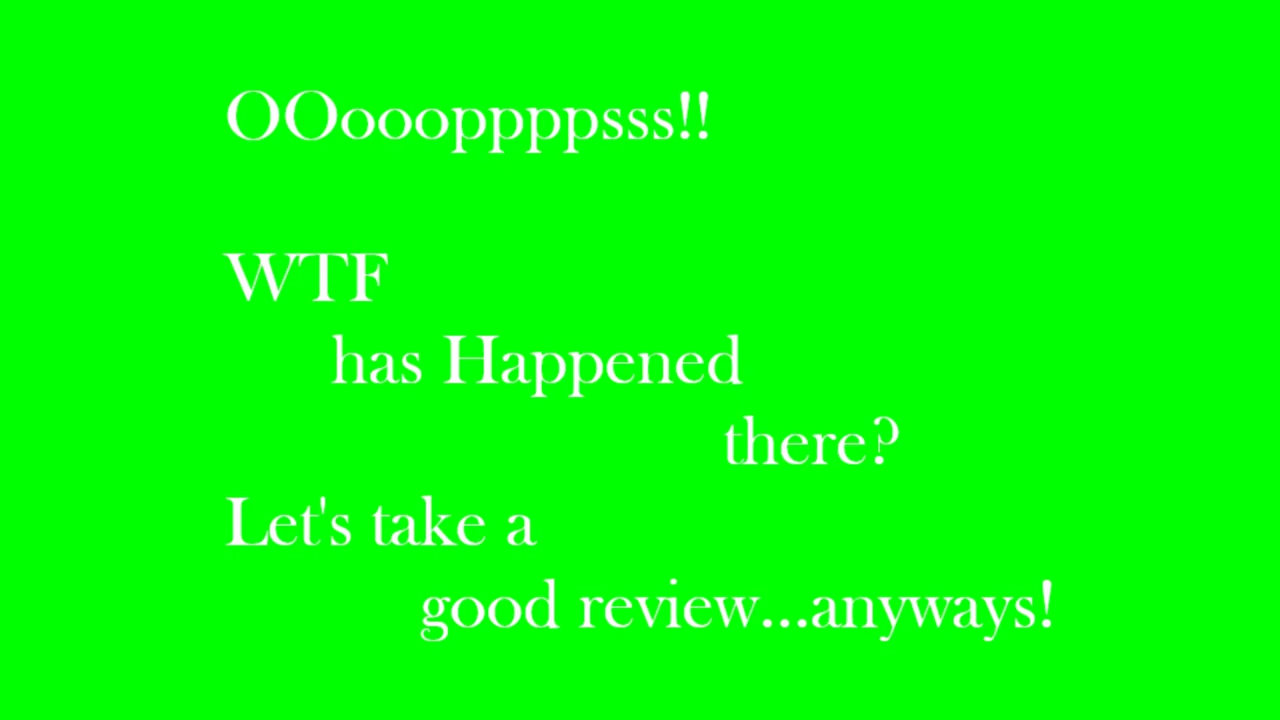 OOoooppppsss!!
WTF
has Happened
there?
Let's take a
good review...anyways!